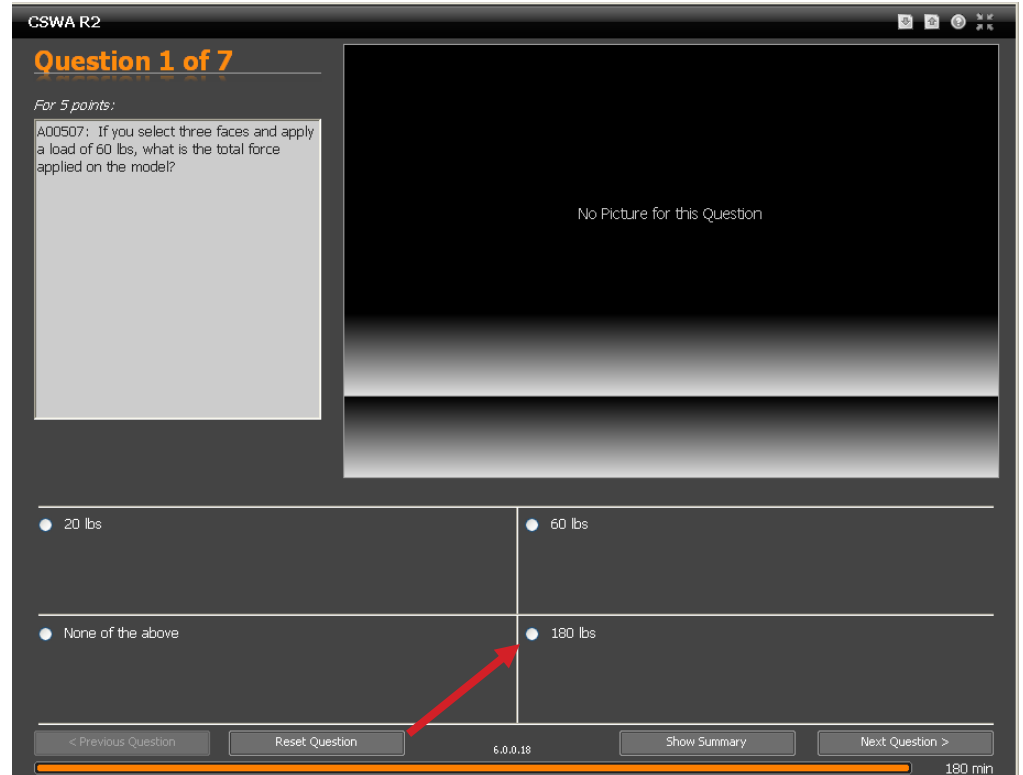 CSWA R2
Question 1 of 7
For 5 points:
A00507: If you select three faces and apply
a load of 60 lbs, what is the total force
applied on the model?
No Picture for this Question
20 lbs
60 lbs
None of the above
180 lbs
< Previous Question
Reset Question
6.0.0.18
Show Summary
Next Question >
180 min